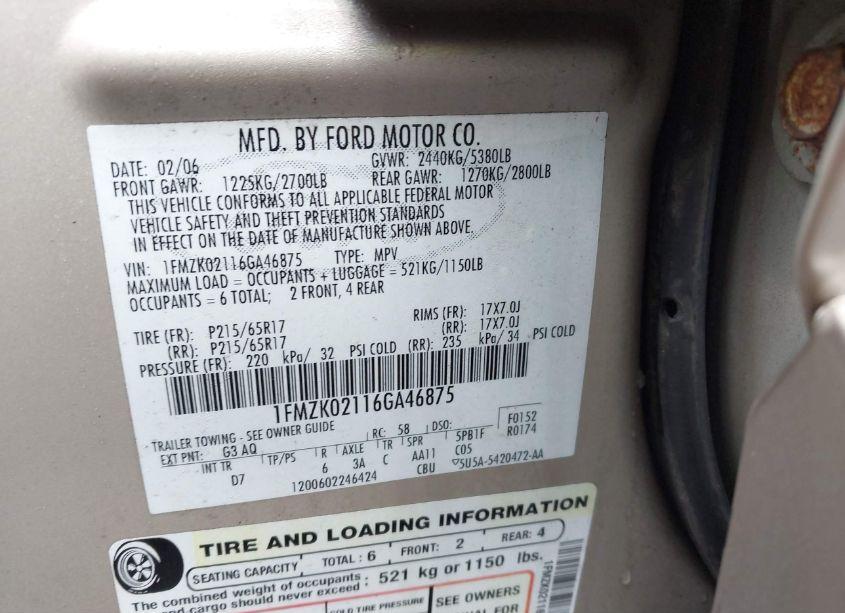 MFD. BY FORD MOTOR CO.
DATE: 02/06 GVWR: 2440KG/5380LB
FRONT GAWR: 1225KG/2700LB REAR GAWR: 1270KG/2800LB
THIS VEHICLE CONFORMS TO ALL APPLICABLE FEDERAL MOTOR
VEHICLE SAFETY AND THEFT PREVENTION STANDARDS
IN EFFECT ON THE DATE OF MANUFACTURE SHOWN ABOVE.
VIN: 1FMZK02116GA46875 TYPE: MPV
MAXIMUM LOAD = OCCUPANTS + LUGGAGE = 521KG/1150LB
OCCUPANTS = 6 TOTAL; 2 FRONT, 4 REAR
TIRE (FR): P215/65R17 RIMS (FR): 17X7.0J
(RR): P215/65R17 (RR): 17X7.0J
PRESSURE (FR): 220 kPa/ 32 PSI COLD (RR): 235 kPa/ 34 PSI COLD
1FMZK02116GA46875
TRAILER TOWING - SEE OWNER GUIDE RC: 58 DSO: F0152
EXT PNT: G3 AQ 5PB1F R0174
INT TR TP/PS R AXLE TR SPR C05
D7 6 3A C AA11
1200602246424 CBU 5U5A-5420472-AA
TIRE AND LOADING INFORMATION
SEATING CAPACITY TOTAL: 6 FRONT: 2 REAR: 4
The combined weight of occupants and cargo should never exceed: 521 kg or 1150 lbs.
COLD TIRE PRESSURE SEE OWNERS